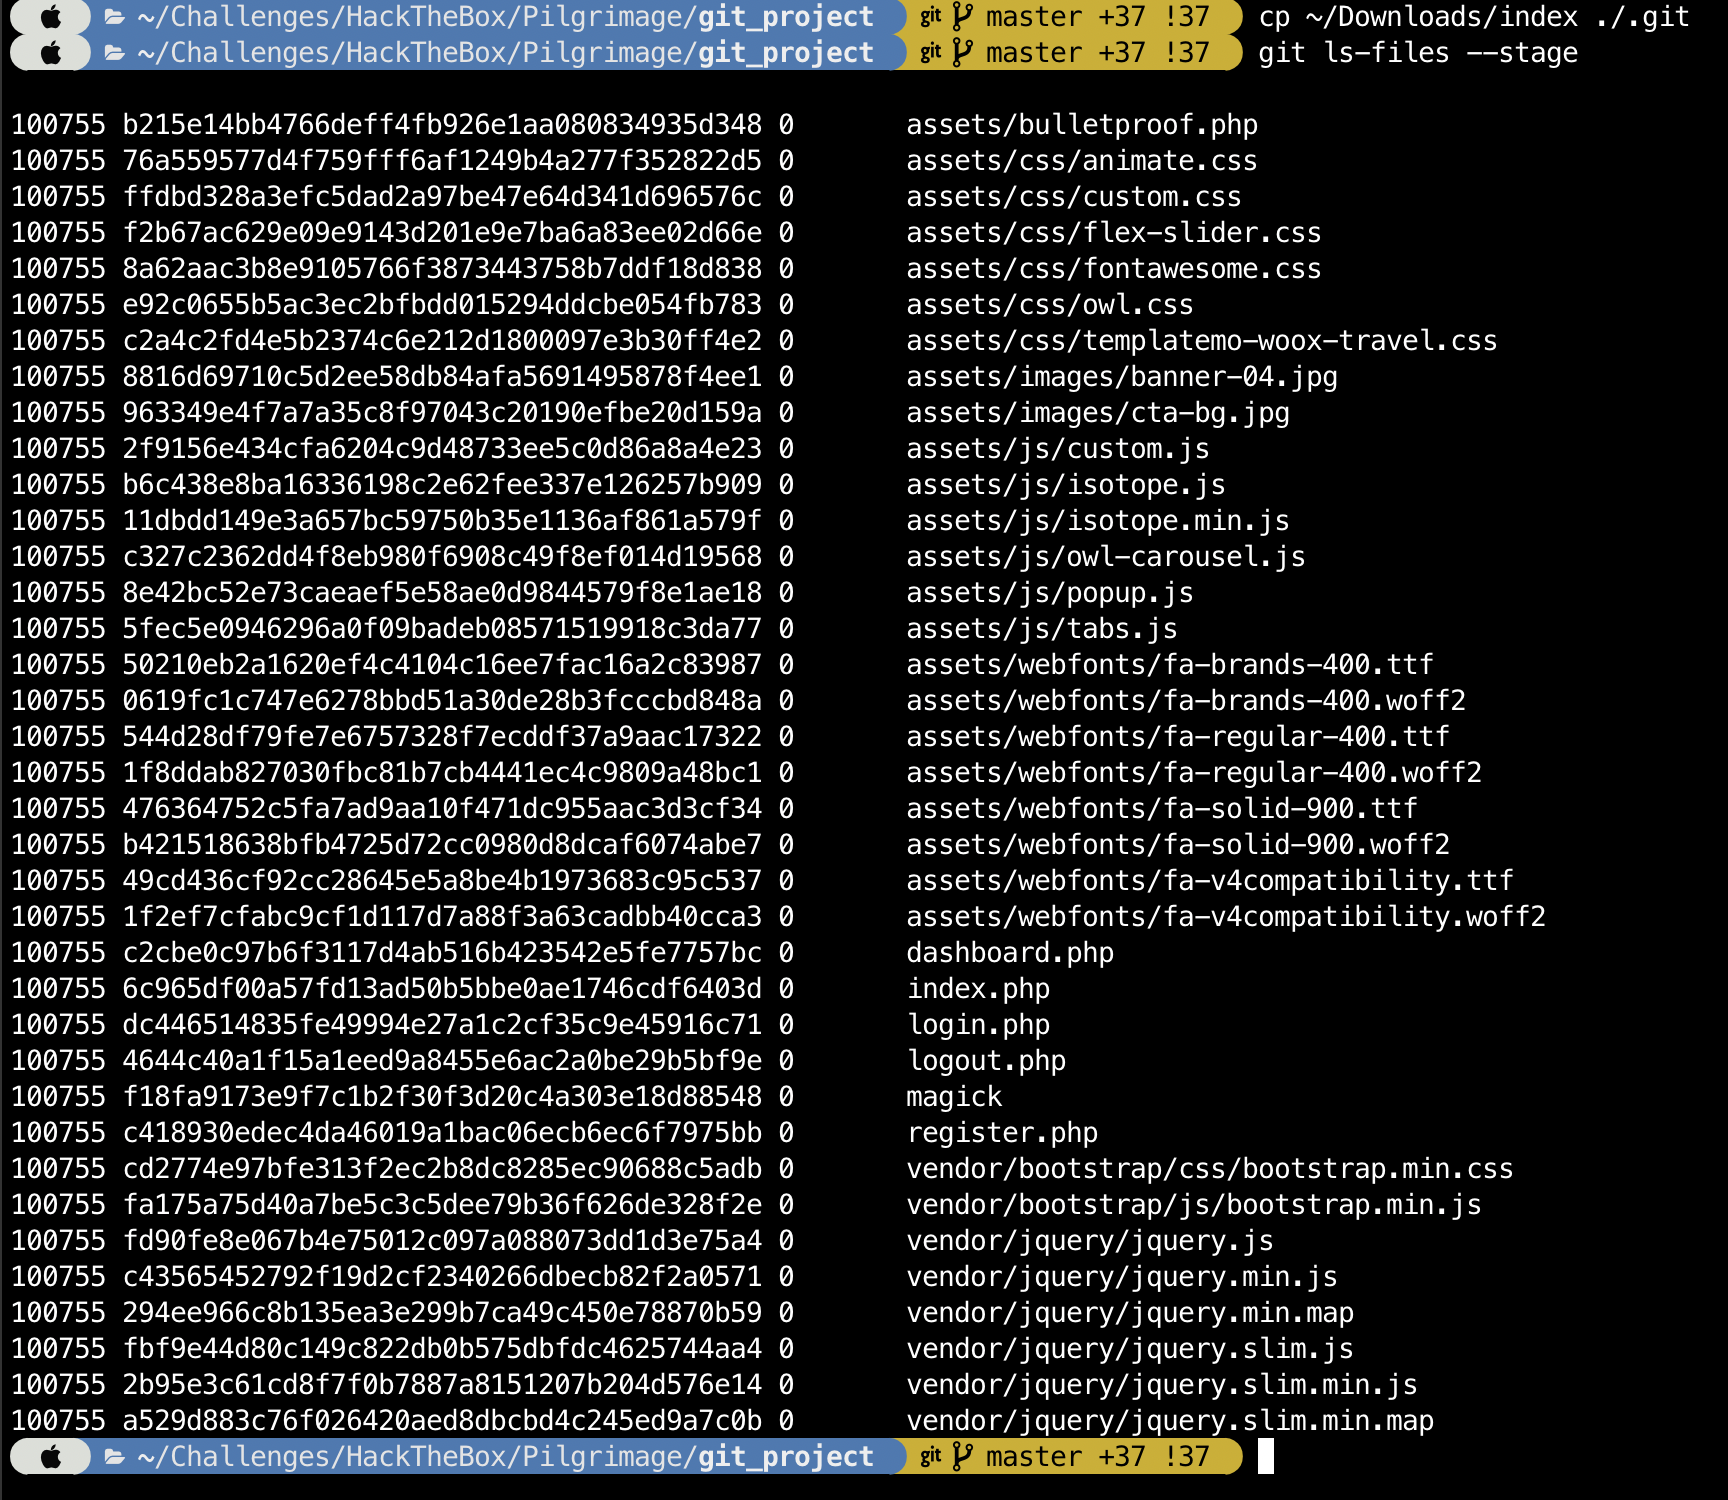 ~/Challenges/HackTheBox/Pilgrimage/git_project git master +37 !37 cp ~/Downloads/index ./.git
~/Challenges/HackTheBox/Pilgrimage/git_project git master +37 !37 git ls-files --stage
100755 b215e14bb4766deff4fb926e1aa080834935d348 0 assets/bulletproof.php
100755 76a559577d4f759fff6af1249b4a277f352822d5 0 assets/css/animate.css
100755 ffdbd328a3efc5dad2a97be47e64d341d696576c 0 assets/css/custom.css
100755 f2b67ac629e09e9143d201e9e7ba6a83ee02d66e 0 assets/css/flex-slider.css
100755 8a62aac3b8e9105766f3873443758b7ddf18d838 0 assets/css/fontawesome.css
100755 e92c0655b5ac3ec2bfbdd015294ddcbe054fb783 0 assets/css/owl.css
100755 c2a4c2fd4e5b2374c6e212d1800097e3b30ff4e2 0 assets/css/templatemo-woox-travel.css
100755 8816d69710c5d2ee58db84afa5691495878f4ee1 0 assets/images/banner-04.jpg
100755 963349e4f7a7a35c8f97043c20190efbe20d159a 0 assets/images/cta-bg.jpg
100755 2f9156e434cfa6204c9d48733ee5c0d86a8a4e23 0 assets/js/custom.js
100755 b6c438e8ba16336198c2e62fee337e126257b909 0 assets/js/isotope.js
100755 11dbdd149e3a657bc59750b35e1136af861a579f 0 assets/js/isotope.min.js
100755 c327c2362dd4f8eb980f6908c49f8ef014d19568 0 assets/js/owl-carousel.js
100755 8e42bc52e73caeaef5e58ae0d9844579f8e1ae18 0 assets/js/popup.js
100755 5fec5e0946296a0f09badeb08571519918c3da77 0 assets/js/tabs.js
100755 50210eb2a1620ef4c4104c16ee7fac16a2c83987 0 assets/webfonts/fa-brands-400.ttf
100755 0619fc1c747e6278bbd51a30de28b3fcccbd848a 0 assets/webfonts/fa-brands-400.woff2
100755 544d28df79fe7e6757328f7ecddf37a9aac17322 0 assets/webfonts/fa-regular-400.ttf
100755 1f8ddab827030fbc81b7cb4441ec4c9809a48bc1 0 assets/webfonts/fa-regular-400.woff2
100755 476364752c5fa7ad9aa10f471dc955aac3d3cf34 0 assets/webfonts/fa-solid-900.ttf
100755 b421518638bfb4725d72cc0980d8dcaf6074abe7 0 assets/webfonts/fa-solid-900.woff2
100755 49cd436cf92cc28645e5a8be4b1973683c95c537 0 assets/webfonts/fa-v4compatibility.ttf
100755 1f2ef7cfabc9cf1d117d7a88f3a63cadbb40cca3 0 assets/webfonts/fa-v4compatibility.woff2
100755 c2cbe0c97b6f3117d4ab516b423542e5fe7757bc 0 dashboard.php
100755 6c965df00a57fd13ad50b5bbe0ae1746cdf6403d 0 index.php
100755 dc446514835fe49994e27a1c2cf35c9e45916c71 0 login.php
100755 4644c40a1f15a1eed9a8455e6ac2a0be29b5bf9e 0 logout.php
100755 f18fa9173e9f7c1b2f30f3d20c4a303e18d88548 0 magick
100755 c418930edec4da46019a1bac06ecb6ec6f7975bb 0 register.php
100755 cd2774e97bfe313f2ec2b8dc8285ec90688c5adb 0 vendor/bootstrap/css/bootstrap.min.css
100755 fa175a75d40a7be5c3c5dee79b36f626de328f2e 0 vendor/bootstrap/js/bootstrap.min.js
100755 fd90fe8e067b4e75012c097a088073dd1d3e75a4 0 vendor/jquery/jquery.js
100755 c43565452792f19d2cf2340266dbecb82f2a0571 0 vendor/jquery/jquery.min.js
100755 294ee966c8b135ea3e299b7ca49c450e78870b59 0 vendor/jquery/jquery.min.map
100755 fbf9e44d80c149c822db0b575dbfdc4625744aa4 0 vendor/jquery/jquery.slim.js
100755 2b95e3c61cd8f7f0b7887a8151207b204d576e14 0 vendor/jquery/jquery.slim.min.js
100755 a529d883c76f026420aed8dbcbd4c245ed9a7c0b 0 vendor/jquery/jquery.slim.min.map
~/Challenges/HackTheBox/Pilgrimage/git_project git master +37 !37